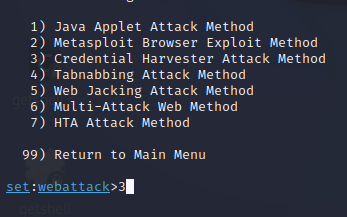 1) Java Applet Attack Method
2) Metasploit Browser Exploit Method
3) Credential Harvester Attack Method
4) Tabnabbing Attack Method
5) Web Jacking Attack Method
6) Multi-Attack Web Method
7) HTA Attack Method
99) Return to Main Menu
set:webattack>3